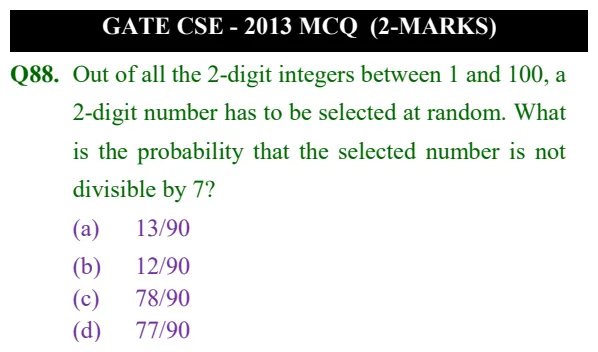 GATE CSE - 2013 MCQ (2-MARKS)
Q88. Out of all the 2-digit integers between 1 and 100, a
2-digit number has to be selected at random. What
is the probability that the selected number is not
divisible by 7?
(a) 13/90
(b) 12/90
(c) 78/90
(d) 77/90